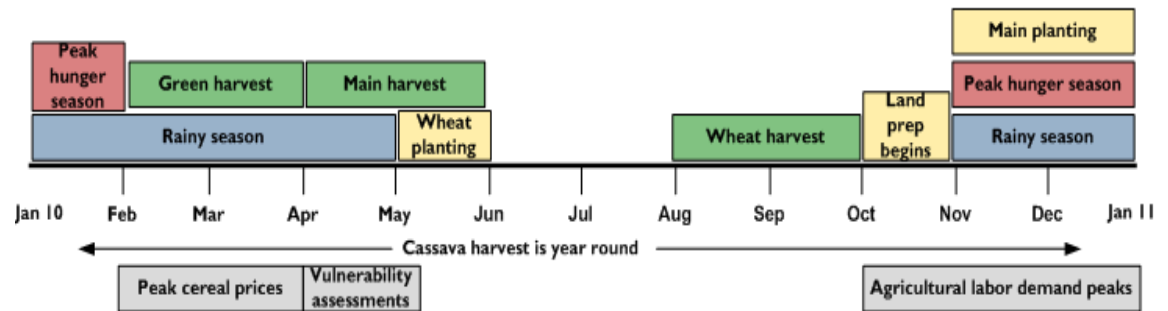 Main planting
Peak
hunger
season
Green harvest
Main harvest
Peak hunger season
Land
prep
begins
Rainy season
Wheat
planting
Wheat harvest
Rainy season
Jan 10
Feb
Mar
Apr
May
Jun
Jul
Aug
Sep
Oct
Nov
Dec
Jan 11
Cassava harvest is year round
Peak cereal prices
Vulnerability
assessments
Agricultural labor demand peaks